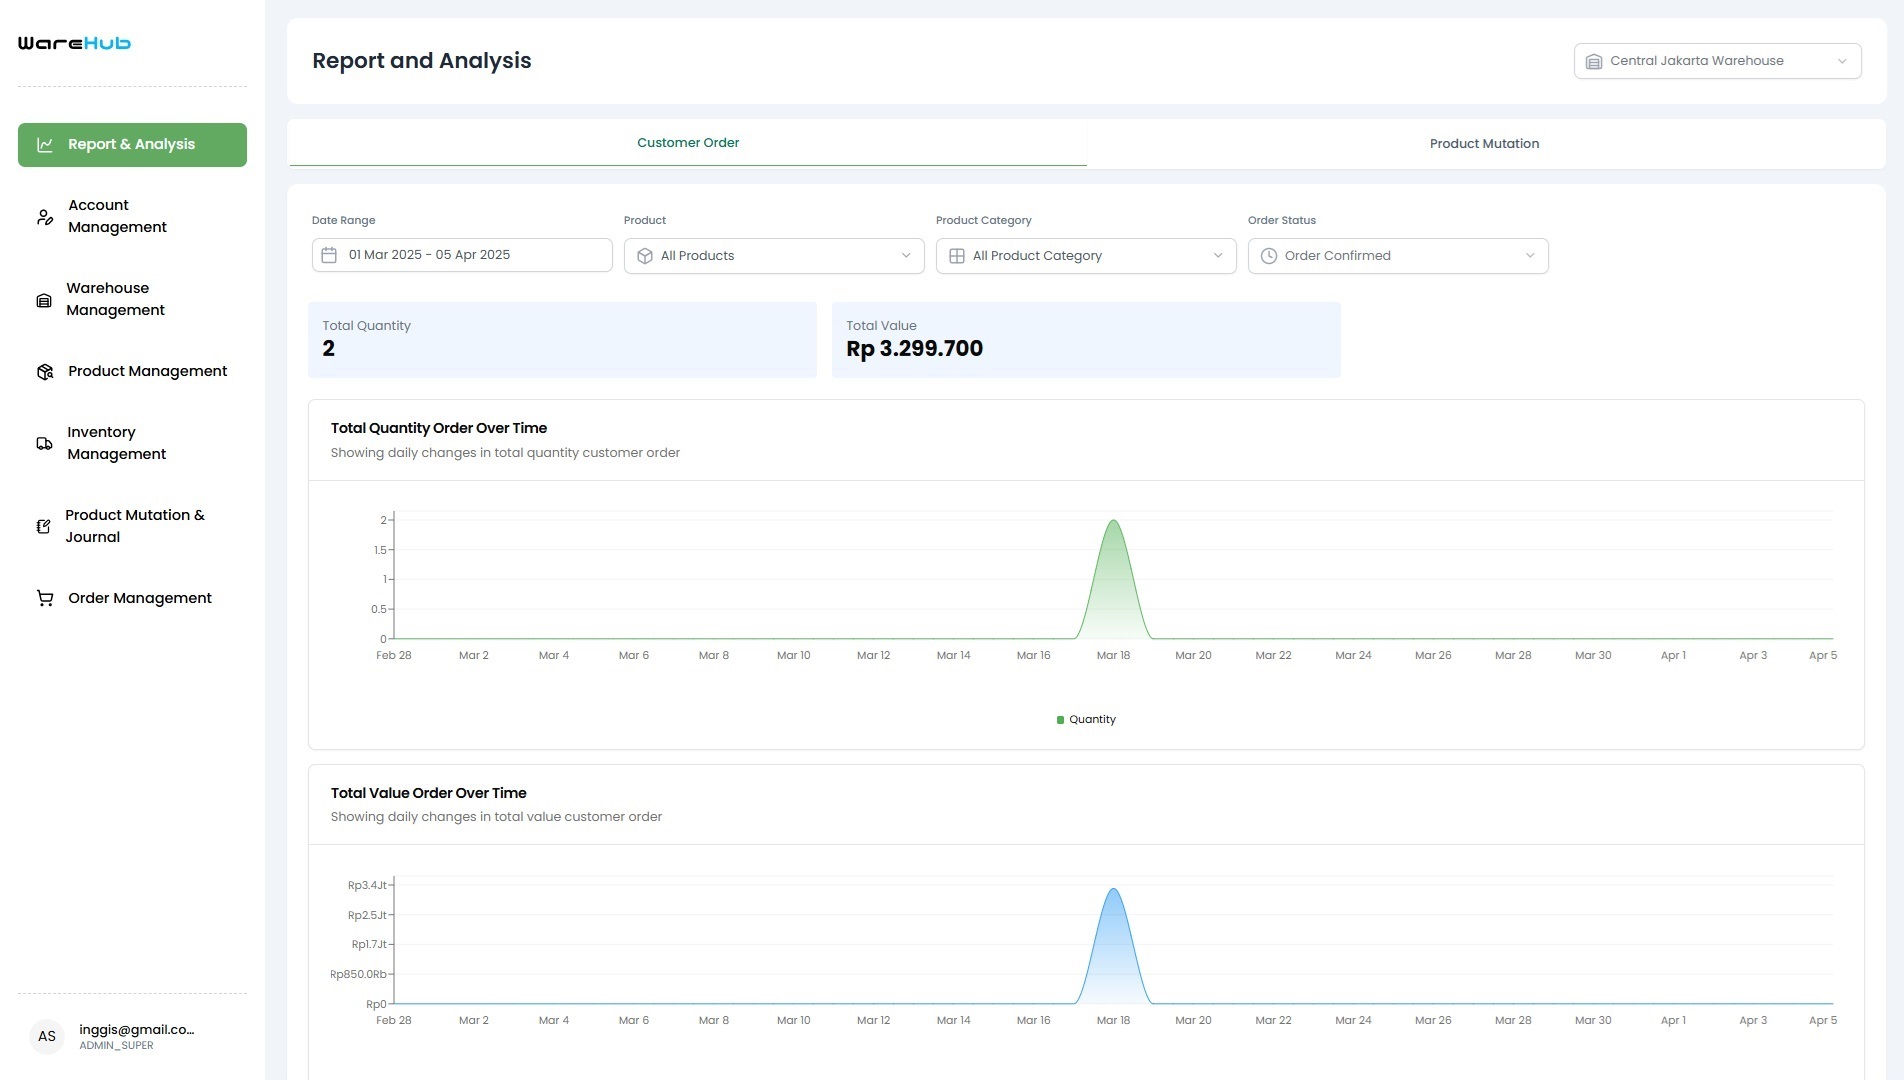 WareHub
Report & Analysis
Account
Management
Warehouse
Management
Product Management
Inventory
Management
Product Mutation &
Journal
Order Management
AS
inggis@gmail.co...
ADMIN_SUPER
Report and Analysis
Central Jakarta Warehouse
Customer Order
Product Mutation
Date Range
Product
Product Category
Order Status
01 Mar 2025 - 05 Apr 2025
All Products
All Product Category
Order Confirmed
Total Quantity
2
Total Value
Rp 3.299.700
Total Quantity Order Over Time
Showing daily changes in total quantity customer order
2
1.5
1
0.5
0
Feb 28 Mar 2 Mar 4 Mar 6 Mar 8 Mar 10 Mar 12 Mar 14 Mar 16 Mar 18 Mar 20 Mar 22 Mar 24 Mar 26 Mar 28 Mar 30 Apr 1 Apr 3 Apr 5
Quantity
Total Value Order Over Time
Showing daily changes in total value customer order
Rp3.4Jt
Rp2.5Jt
Rp1.7Jt
Rp850.0Rb
Rp0
Feb 28 Mar 2 Mar 4 Mar 6 Mar 8 Mar 10 Mar 12 Mar 14 Mar 16 Mar 18 Mar 20 Mar 22 Mar 24 Mar 26 Mar 28 Mar 30 Apr 1 Apr 3 Apr 5